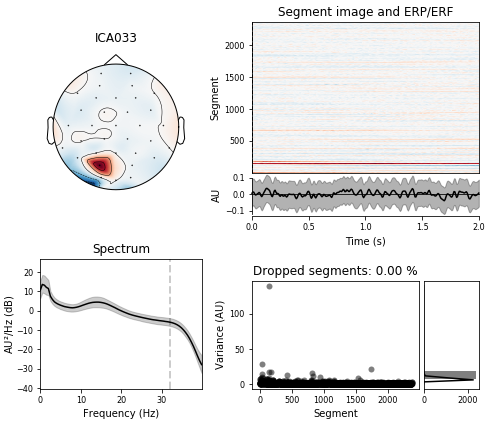 ICA033
Segment image and ERP/ERF
Segment
2000
1500
1000
500
AU
0.1
0.0
−0.1
0.0 0.5 1.0 1.5 2.0
Time (s)
Spectrum
AU²/Hz (dB)
20
10
0
−10
−20
−30
−40
0 10 20 30
Frequency (Hz)
Dropped segments: 0.00 %
Variance (AU)
100
50
0
0 500 1000 1500 2000
Segment
0 2000